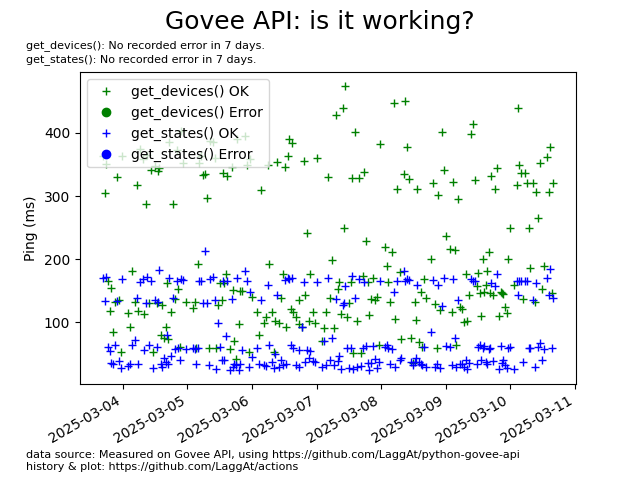 Govee API: is it working?
get_devices(): No recorded error in 7 days.
get_states(): No recorded error in 7 days.
get_devices() OK
get_devices() Error
get_states() OK
get_states() Error
Ping (ms)
400
300
200
100
2025-03-04
2025-03-05
2025-03-06
2025-03-07
2025-03-08
2025-03-09
2025-03-10
2025-03-11
data source: Measured on Govee API, using https://github.com/LaggAt/python-govee-api
history & plot: https://github.com/LaggAt/actions